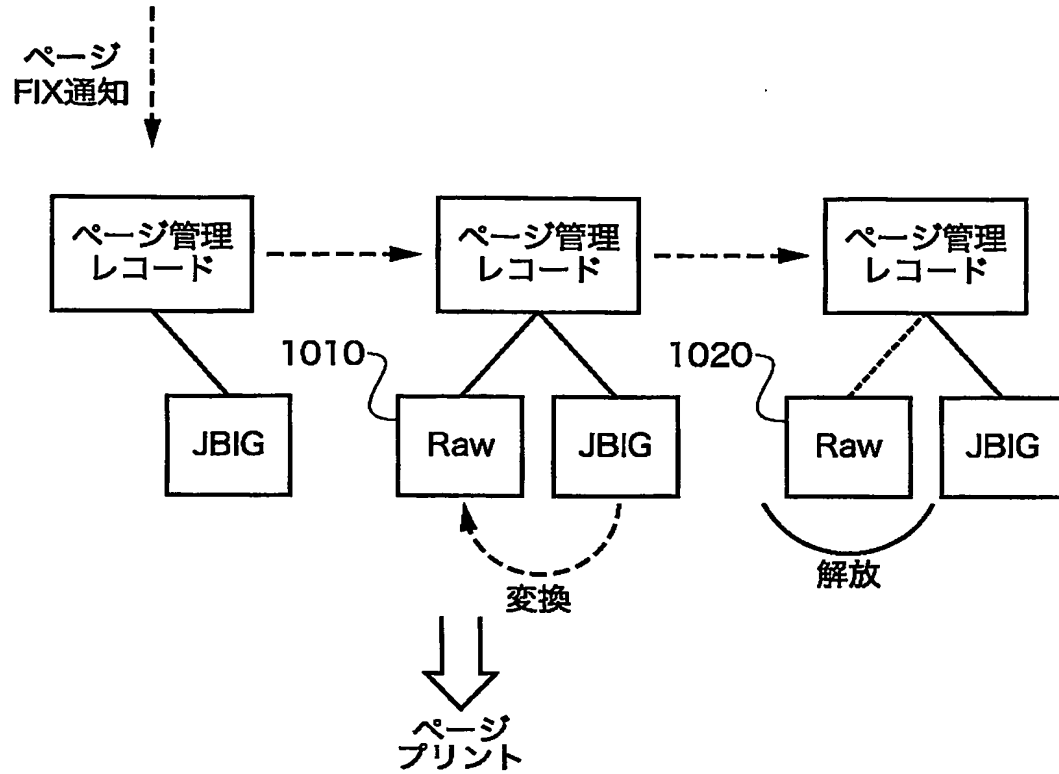 ページ
FIX通知
ページ管理
レコード
ページ管理
レコード
ページ管理
レコード
1010
1020
JBIG
Raw
JBIG
Raw
JBIG
変換
解放
ページ
プリント